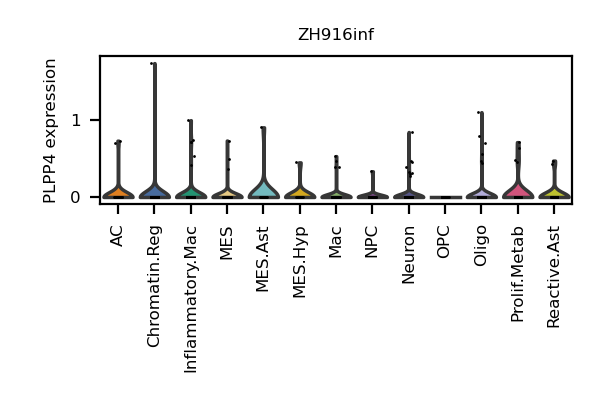 ZH916inf
PLPP4 expression
1
0
AC
Chromatin.Reg
Inflammatory.Mac
MES
MES.Ast
MES.Hyp
Mac
NPC
Neuron
OPC
Oligo
Prolif.Metab
Reactive.Ast